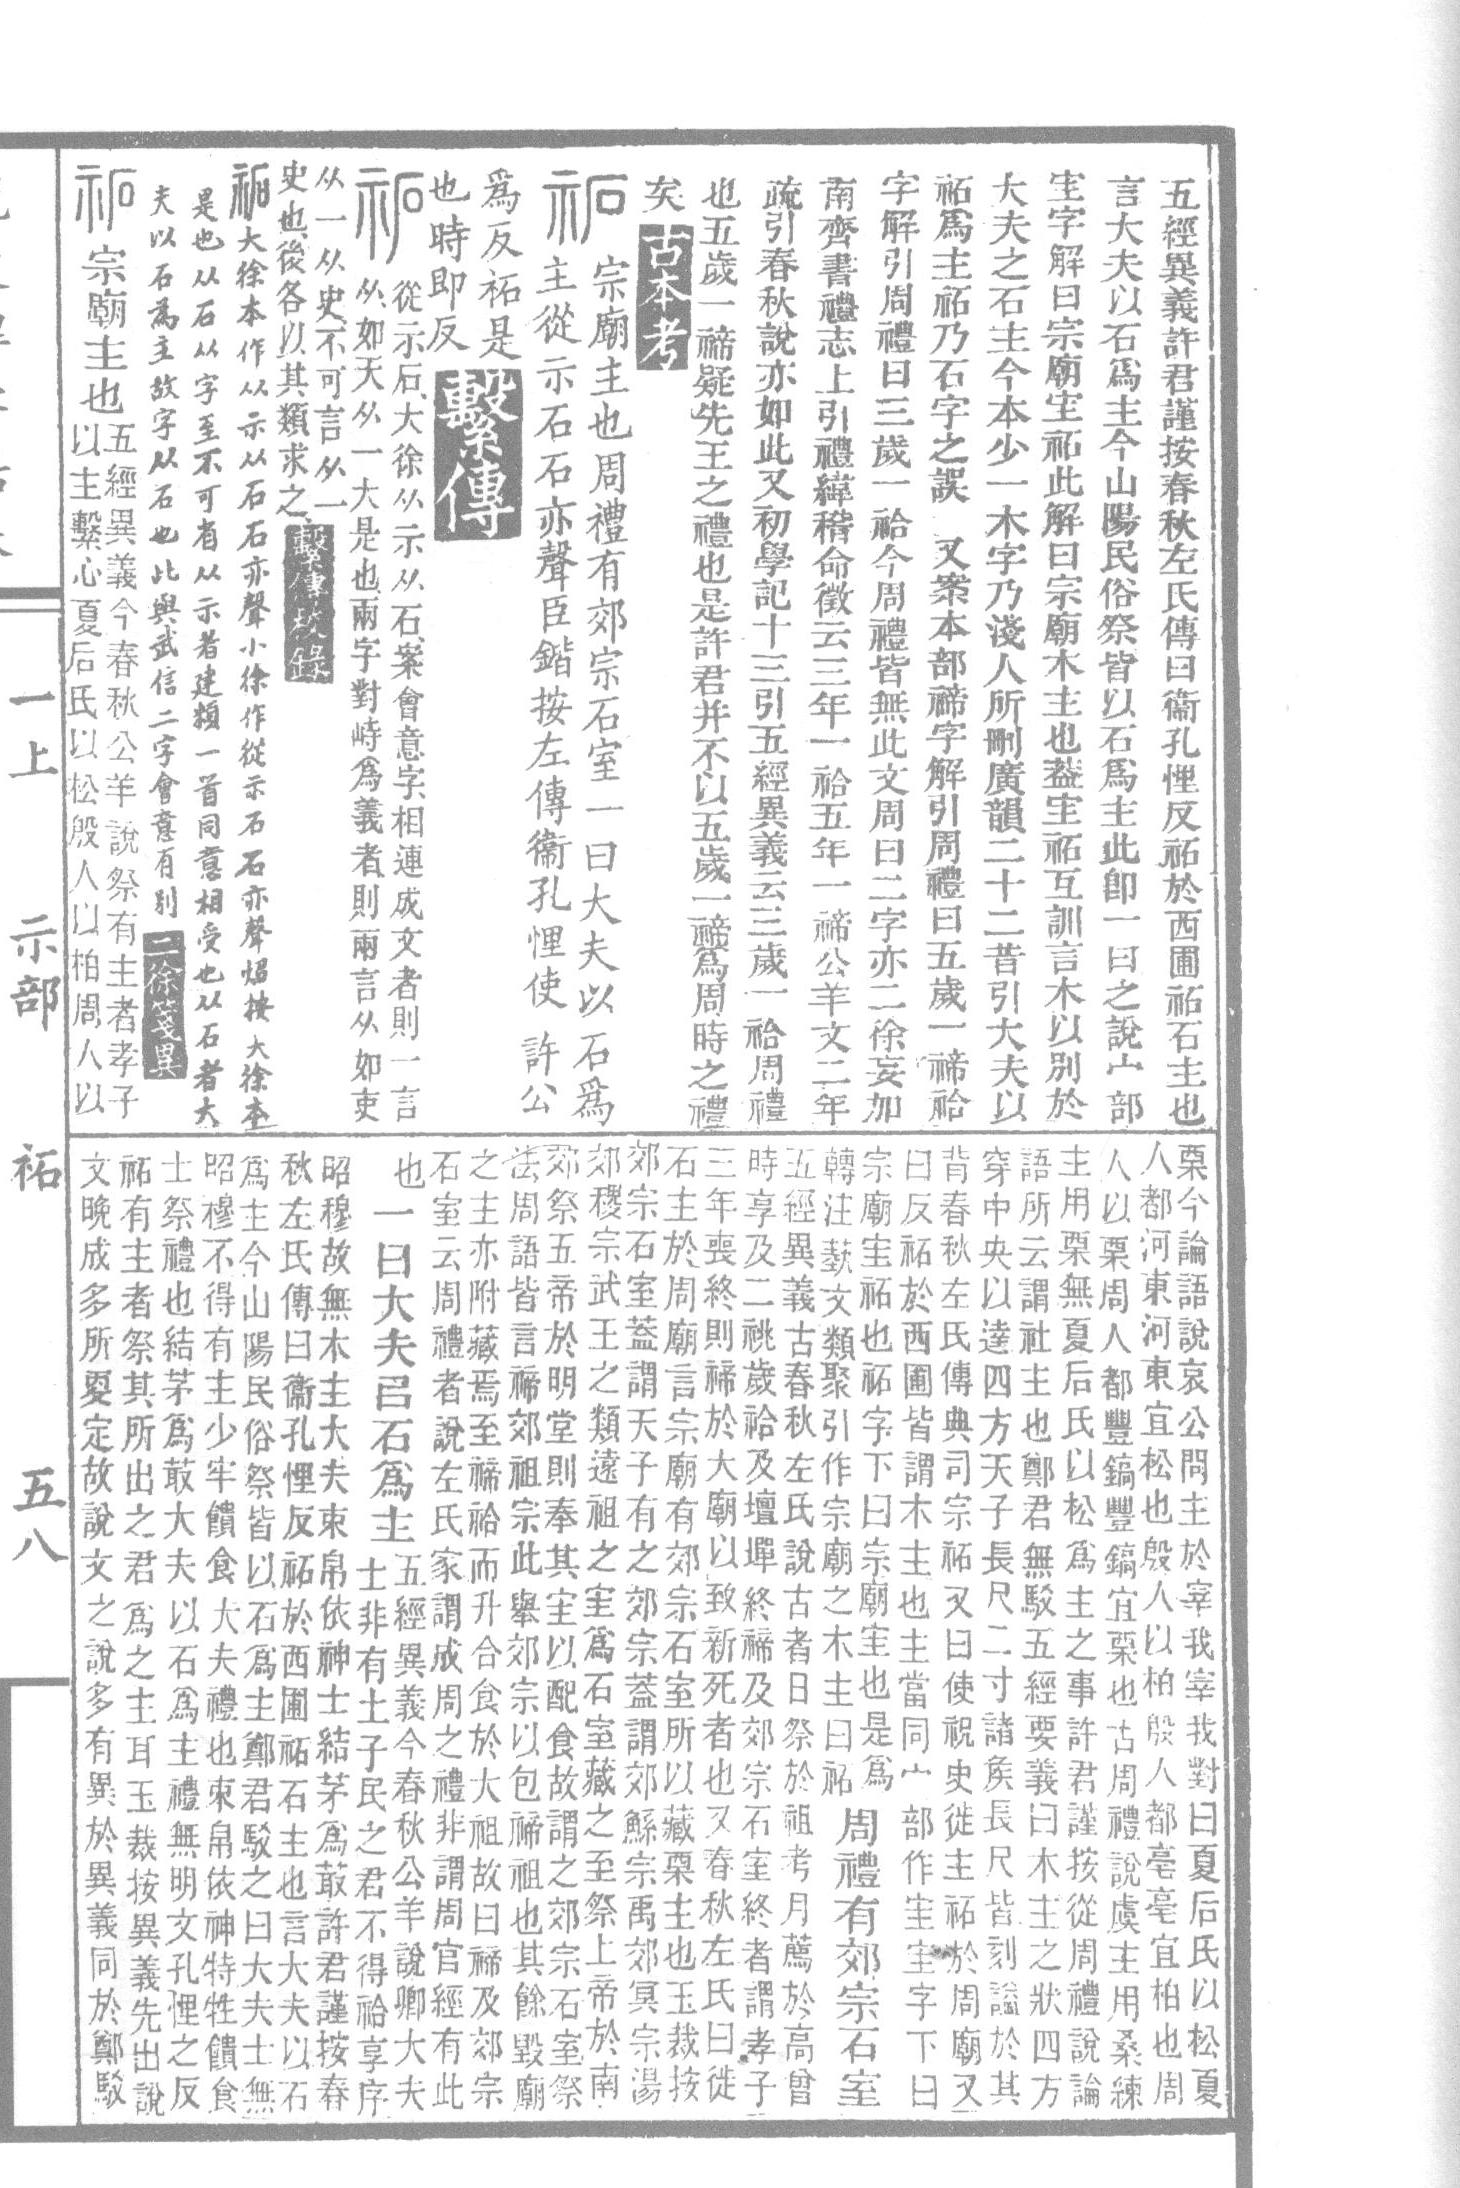 五經異義許君謹按春秋左氏傳曰衞孔悝反祏於西圃祏石主也
言大夫以石爲主今山陽民俗祭皆以石爲主此卽一曰之說宀部
宔字解曰宗廟宔祏此解曰宗廟木主也葢宔祏互訓言木以別於
大夫之石主今本少一木字乃淺人所刪廣韻二十二昔引大夫以
祏爲主祏乃石字之誤 又案本部禘字解引周禮曰五歲一禘祫
字解引周禮曰三歲一祫今周禮皆無此文周曰二字亦二徐妄加
南齊書禮志上引禮緯稽命徵云三年一祫五年一禘公羊文二年
疏引春秋說亦如此又初學記十三引五經異義云三歲一祫周禮
也五歲一禘疑先王之禮也是許君并不以五歲一禘爲周時之禮
矣 古本考
祏 宗廟主也周禮有郊宗石室一曰大夫以石爲
主從示石石亦聲臣鍇按左傳衞孔悝使許公
爲反祏是
也時卽反 繫傳
祏 從示石大徐从示从石案會意字相連成文者則一言
从如天从一大是也兩字對峙爲義者則兩言从如吏
从一从史不可言从一
史也後各以其類求之 繫傳校錄
祏 大徐本作从示从石石亦聲小徐作從示石石亦聲炤按大徐本
是也从石从字至不可省从示者建類一首同意相受也从石者大
夫以石爲主故字从石也此與武信二字會意有別 二徐箋異
祏 宗廟主也 五經異義今春秋公羊說祭有主者孝子
以主繫心夏后氏以松殷人以柏周人以
栗今論語說哀公問主於宰我宰我對曰夏后氏以松夏
人都河東河東宜松也殷人以柏殷人都亳亳宜柏也周
人以栗周人都豐鎬豐鎬宜栗也古周禮說虞主用桑練
主用栗無夏后氏以松爲主之事許君謹按從周禮說論
語所云謂社主也鄭君無駁五經要義曰木主之狀四方
穿中央以達四方天子長尺二寸諸矦長尺皆刻謚於其
背春秋左氏傳典司宗祏又曰使祝史徙主祏於周廟又
曰反祏於西圃皆謂木主也主當同宀部作宔宔字下曰
宗廟宔祏也祏字下曰宗廟宔也是爲
轉注藝文類聚引作宗廟之木主曰祏 周禮有郊宗石室
五經異義古春秋左氏說古者日祭於祖考月薦於高曾
時享及二祧歲祫及壇墠終禘及郊宗石室終者謂孝子
三年喪終則禘於大廟以致新死者也又春秋左氏曰徙
石主於周廟言宗廟有郊宗石室所以藏栗主也玉裁按
郊宗石室葢謂天子有之郊宗葢謂郊鯀宗禹郊冥宗湯
郊稷宗武王之類遠祖之宔爲石室藏之至祭上帝於南
郊祭五帝於明堂則奉其宔以配食故謂之郊宗石室祭
法周語皆言禘郊祖宗此舉郊宗以包禘祖也其餘毀廟
之主亦附藏焉至禘祫而升合食於大祖故曰禘及郊宗
石室云周禮者說左氏家謂成周之禮非謂周官經有此
也 一曰大夫㠯石爲主 五經異義今春秋公羊說卿大夫
士非有土子民之君不得祫享序
昭穆故無木主大夫束帛依神士結茅爲菆許君謹按春
秋左氏傳曰衞孔悝反祏於西圃祏石主也言大夫以石
爲主今山陽民俗祭皆以石爲主鄭君駁之曰大夫士無
昭穆不得有主少牢饋食大夫禮也束帛依神特牲饋食
士祭禮也結茅爲菆大夫以石爲主禮無明文孔悝之反
祏有主者祭其所出之君爲之主耳玉裁按異義先出說
文晚成多所㪅定故說文之說多有異於異義同於鄭駁
一上 示部 祏 五八